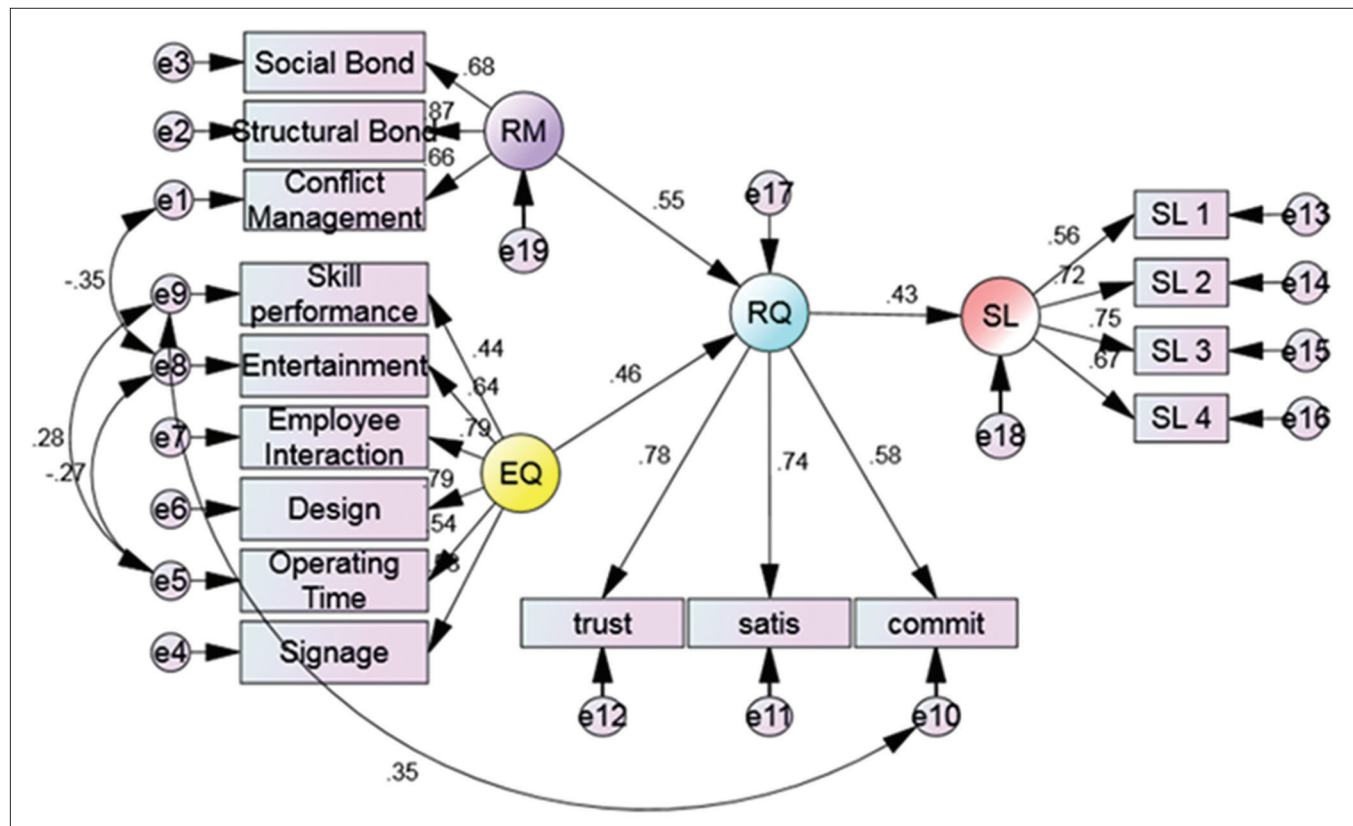 e3
Social Bond
.68
e2
Structural Bond
.87
RM
e1
Conflict
Management
.66
e19
.55
e17
-.35
e9
Skill
performance
.44
e8
Entertainment
.64
e7
Employee
Interaction
.79
EQ
.46
e6
Design
.79
.28
-.27
e5
Operating
Time
.54
e4
Signage
RQ
.43
SL
.56
SL 1
e13
.72
SL 2
e14
.75
SL 3
e15
.67
SL 4
e16
e18
.78
.74
.58
trust
satis
commit
e12
e11
e10
.35